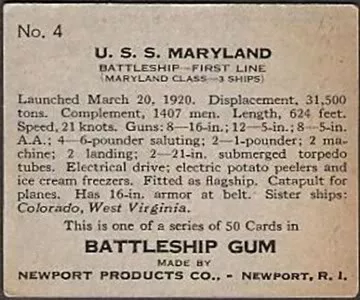 No. 4
U. S. S. MARYLAND
BATTLESHIP—FIRST LINE
(MARYLAND CLASS—3 SHIPS)
Launched March 20, 1920. Displacement, 31,500
tons. Complement, 1407 men. Length, 624 feet.
Speed, 21 knots. Guns: 8—16-in.; 12—5-in.; 8—5-in.
A.A.; 4—6-pounder saluting; 2—1-pounder; 2 ma-
chine; 2 landing; 2—21-in. submerged torpedo
tubes. Electrical drive; electric potato peelers and
ice cream freezers. Fitted as flagship. Catapult for
planes. Has 16-in. armor at belt. Sister ships:
Colorado, West Virginia.
This is one of a series of 50 Cards in
BATTLESHIP GUM
MADE BY
NEWPORT PRODUCTS CO., - NEWPORT, R. I.